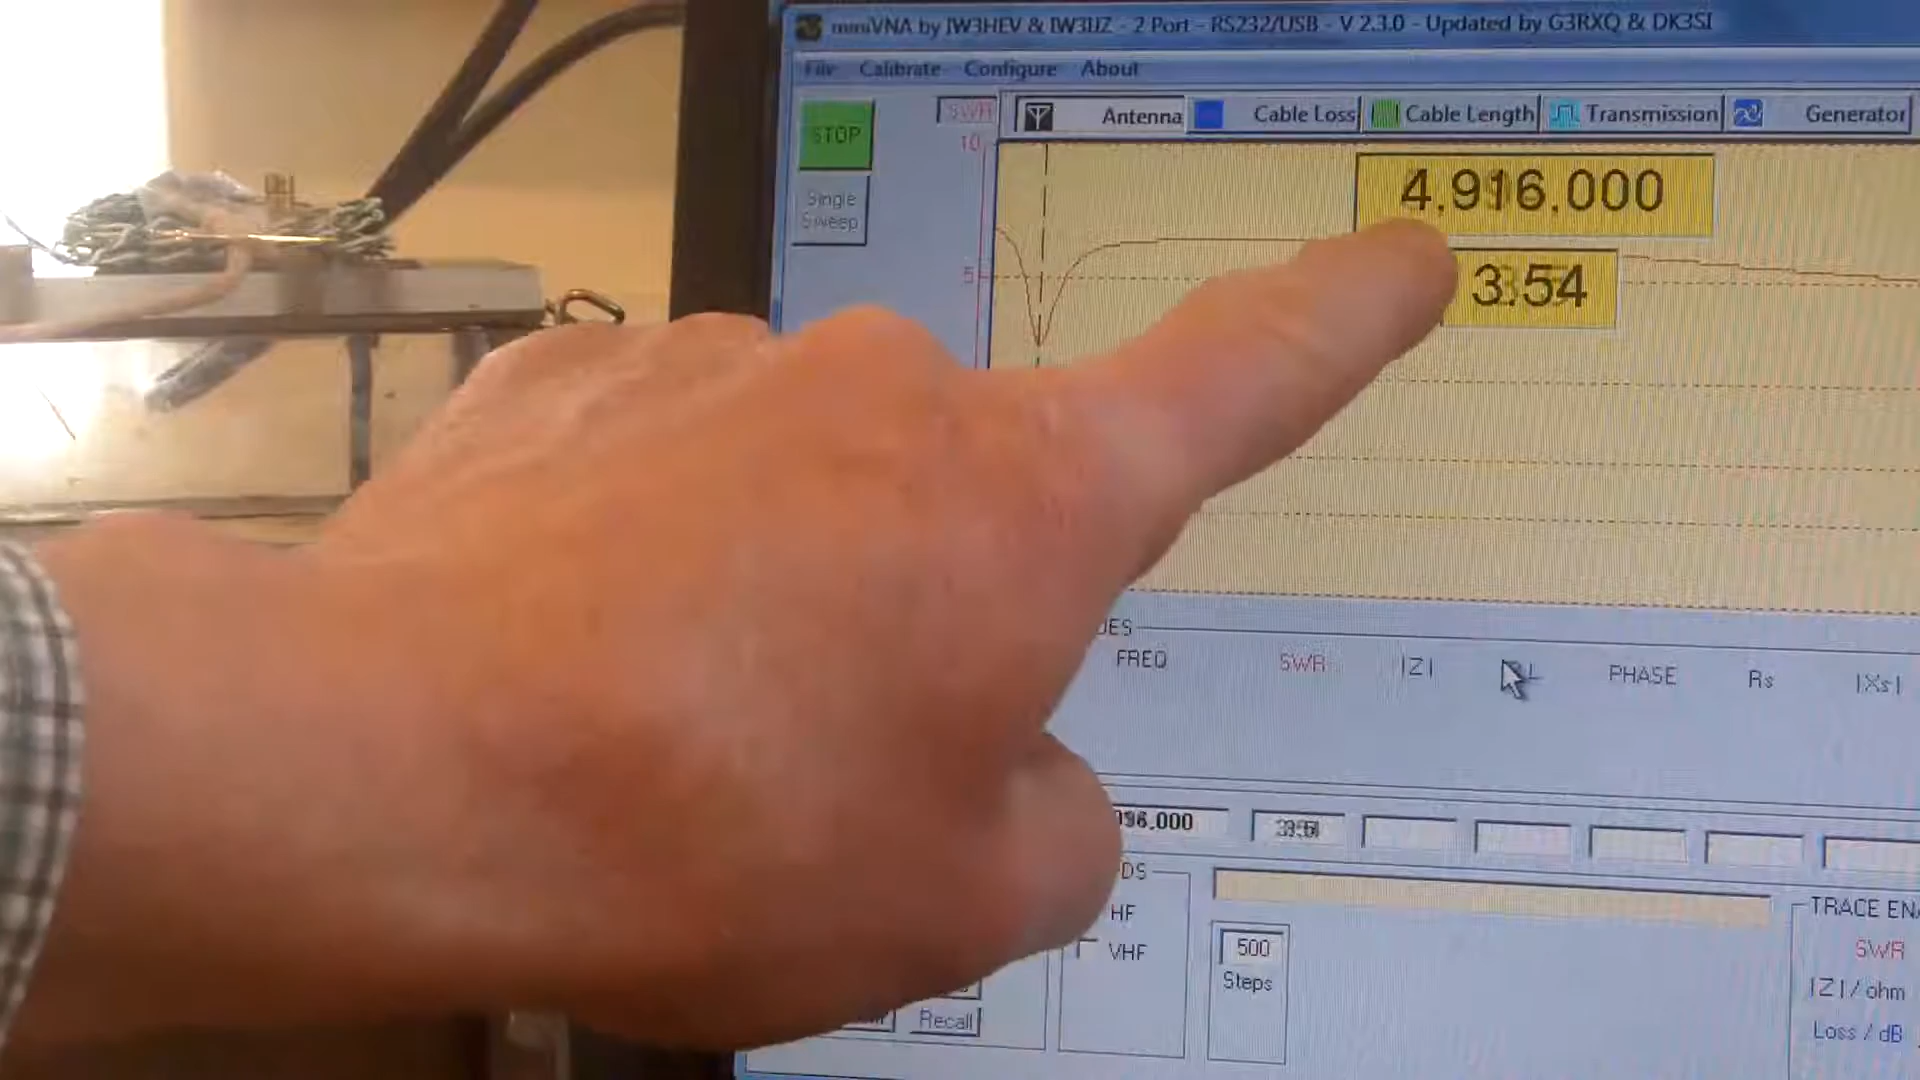 miniVNA by IW3HEV & IW3IJZ - 2 Port - RS232/USB - V 2.3.0 - Updated by G3RXQ & DK3SI
File Calibrate Configure About
STOP
SWR
Antenna
Cable Loss
Cable Length
Transmission
Generator
10
Single
Sweep
4,916,000
5
3.54
FREQ SWR |Z| PHASE Rs |Xs|
HF
VHF
500
Steps
Recall
TRACE
SWR
|Z| / ohm
Loss / dB